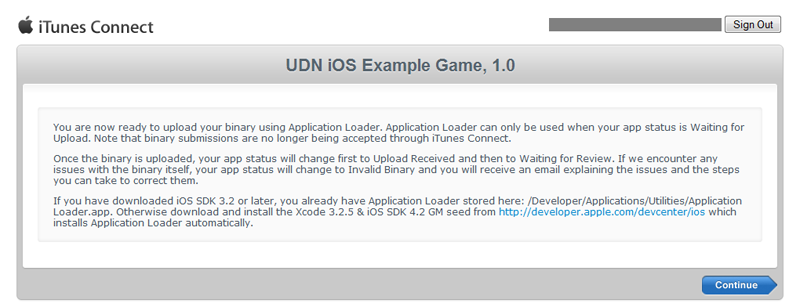 iTunes Connect
Sign Out
UDN iOS Example Game, 1.0
You are now ready to upload your binary using Application Loader. Application Loader can only be used when your app status is Waiting for
Upload. Note that binary submissions are no longer being accepted through iTunes Connect.
Once the binary is uploaded, your app status will change first to Upload Received and then to Waiting for Review. If we encounter any
issues with the binary itself, your app status will change to Invalid Binary and you will receive an email explaining the issues and the steps
you can take to correct them.
If you have downloaded iOS SDK 3.2 or later, you already have Application Loader stored here: /Developer/Applications/Utilities/Application
Loader.app. Otherwise download and install the Xcode 3.2.5 & iOS SDK 4.2 GM seed from http://developer.apple.com/devcenter/ios which
installs Application Loader automatically.
Continue